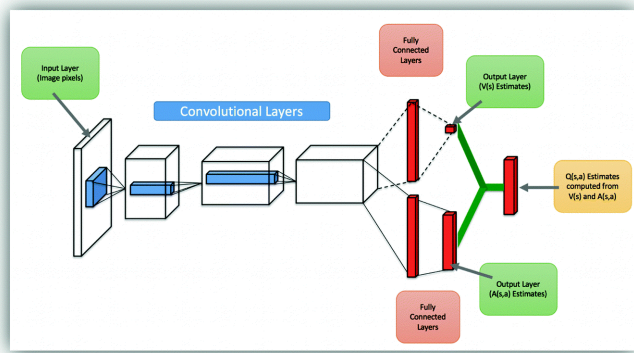 Fully
Connected
Layers
Input Layer
(Image pixels)
Output Layer
(V(s) Estimates)
Convolutional Layers
Q(s,a) Estimates
computed from
V(s) and A(s,a)
Output Layer
(A(s,a) Estimates)
Fully
Connected
Layers